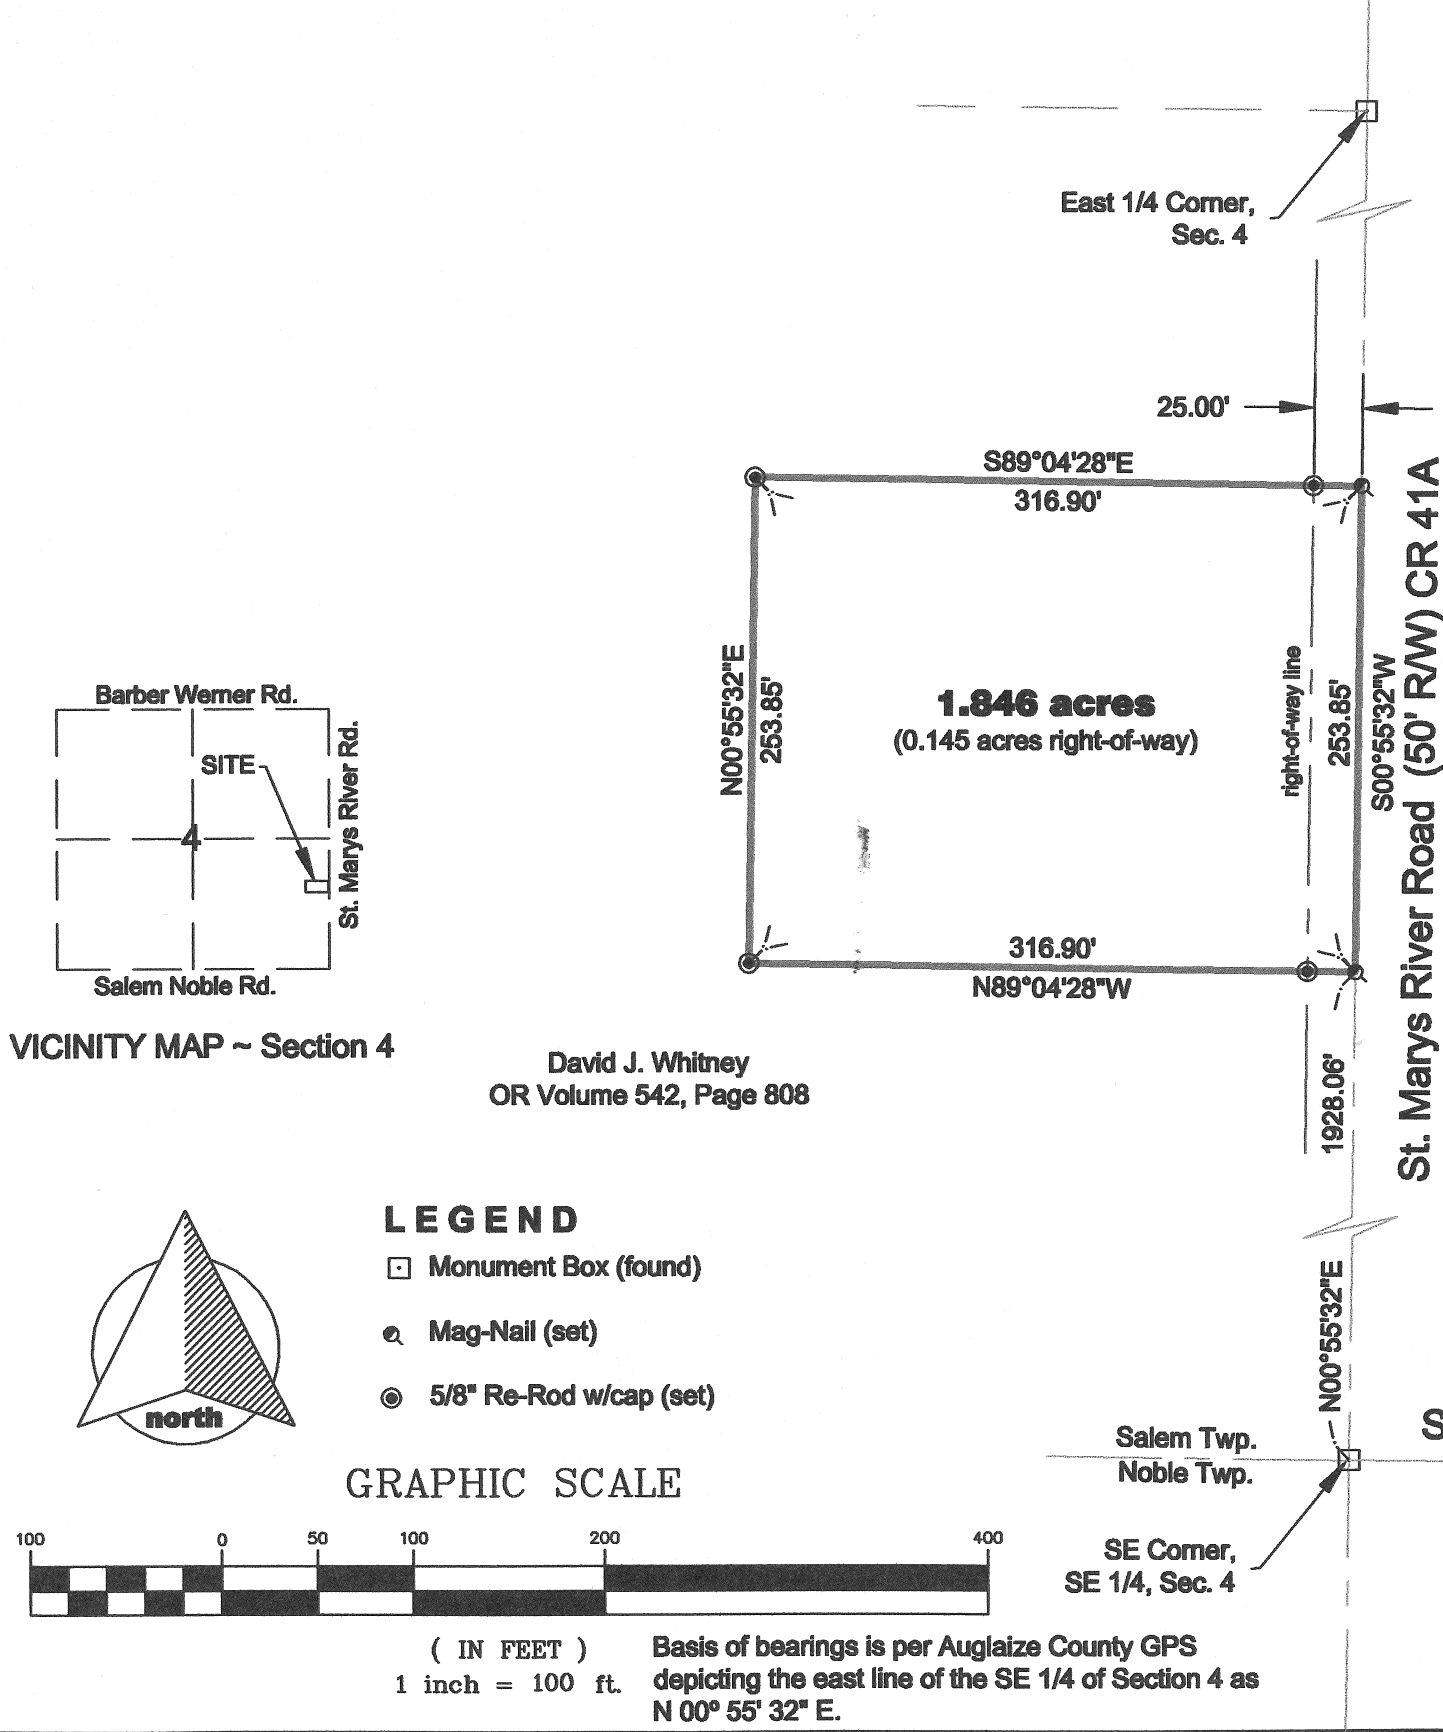 East 1/4 Corner,
Sec. 4
25.00'
S89°04'28"E
316.90'
N00°55'32"E
253.85'
1.846 acres
(0.145 acres right-of-way)
right-of-way line
253.85'
S00°55'32"W
St. Marys River Road (50' R/W) CR 41A
316.90'
N89°04'28"W
Barber Werner Rd.
SITE
4
St. Marys River Rd.
Salem Noble Rd.
VICINITY MAP ~ Section 4
David J. Whitney
OR Volume 542, Page 808
1928.06'
N00°55'32"E
LEGEND
Monument Box (found)
Mag-Nail (set)
5/8" Re-Rod w/cap (set)
north
Salem Twp.
Noble Twp.
S
SE Corner,
SE 1/4, Sec. 4
GRAPHIC SCALE
100 0 50 100 200 400
( IN FEET )
1 inch = 100 ft.
Basis of bearings is per Auglaize County GPS
depicting the east line of the SE 1/4 of Section 4 as
N 00° 55' 32" E.